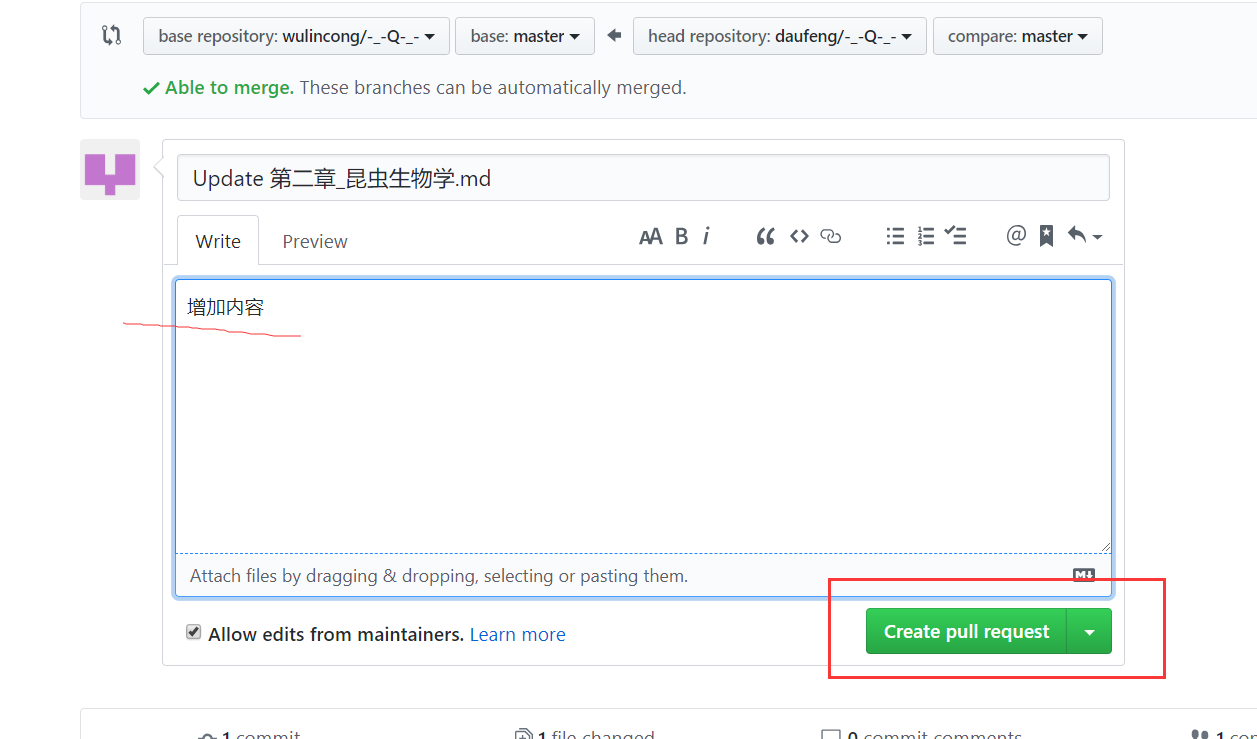 base repository: wulincong/-_-Q-_- base: master head repository: daufeng/-_-Q-_- compare: master
Able to merge. These branches can be automatically merged.
Update 第二章_昆虫生物学.md
Write Preview AA B i
增加内容
Attach files by dragging & dropping, selecting or pasting them.
Allow edits from maintainers. Learn more
Create pull request
1 commit 1 file changed 0 commit comments 1